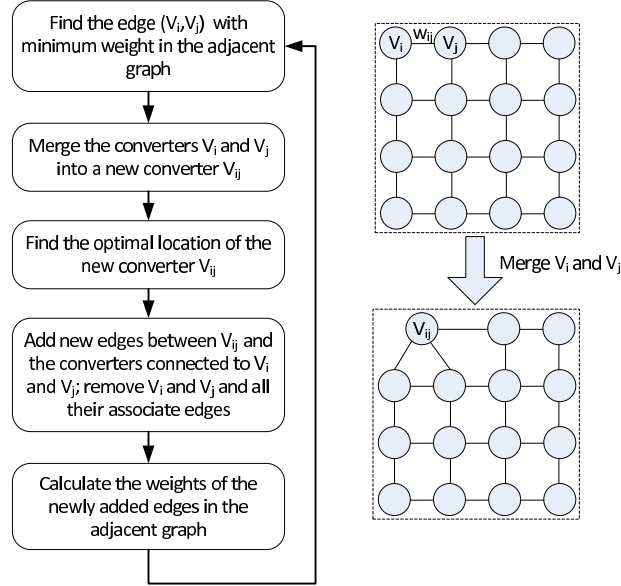 Find the edge (Vi,Vj) with
minimum weight in the adjacent
graph
Merge the converters Vi and Vj
into a new converter Vij
Find the optimal location of the
new converter Vij
Add new edges between Vij and
the converters connected to Vi
and Vj; remove Vi and Vj and all
their associate edges
Calculate the weights of the
newly added edges in the
adjacent graph
Vi wij Vj
Merge Vi and Vj
Vij